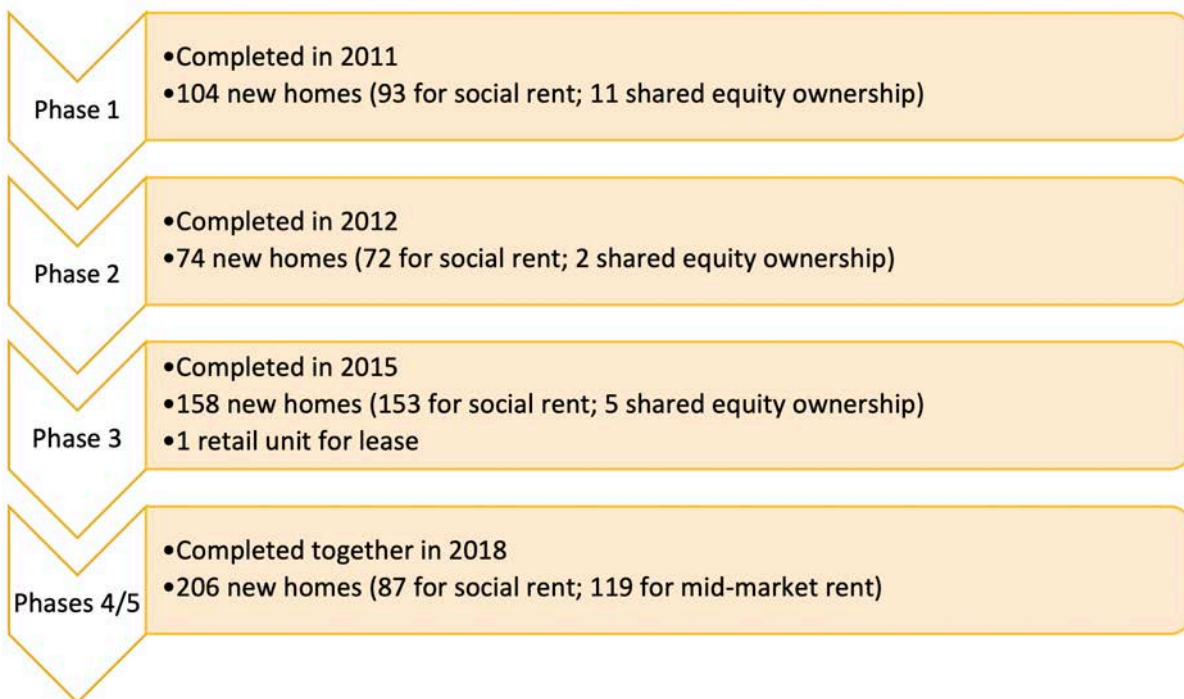 Phase 1
•Completed in 2011
•104 new homes (93 for social rent; 11 shared equity ownership)
Phase 2
•Completed in 2012
•74 new homes (72 for social rent; 2 shared equity ownership)
Phase 3
•Completed in 2015
•158 new homes (153 for social rent; 5 shared equity ownership)
•1 retail unit for lease
Phases 4/5
•Completed together in 2018
•206 new homes (87 for social rent; 119 for mid-market rent)